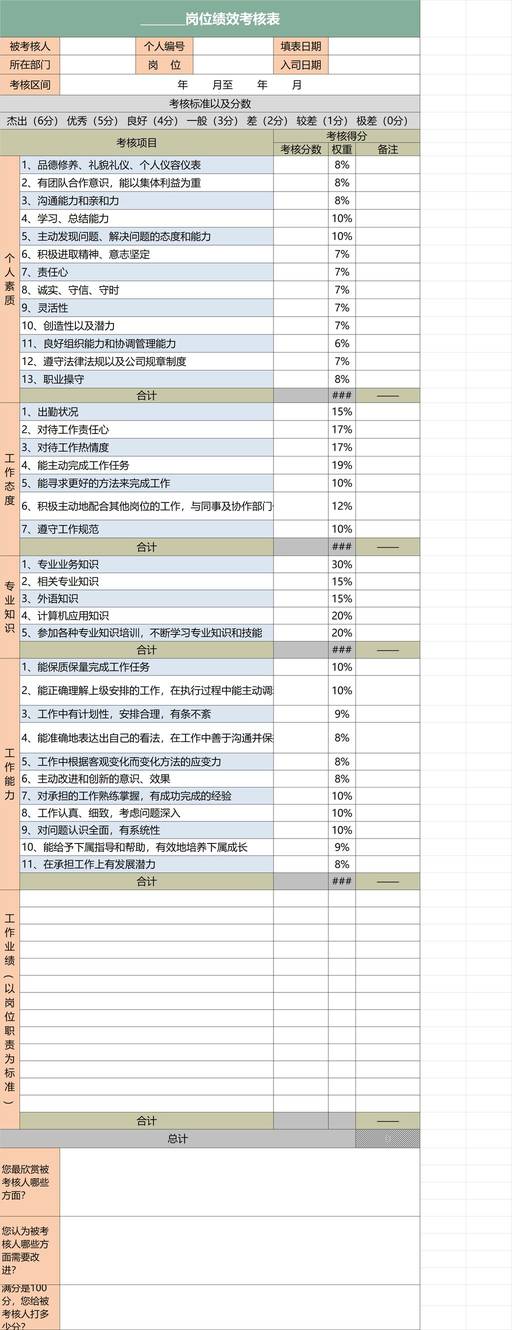 ______岗位绩效考核表
被考核人 个人编号 填表日期
所在部门 岗 位 入司日期
考核区间 年 月至 年 月
考核标准以及分数
杰出（6分）优秀（5分）良好（4分）一般（3分）差（2分）较差（1分）极差（0分）
考核项目 考核得分
考核分数 权重 备注
个人素质
1、品德修养、礼貌礼仪、个人仪容仪表 8%
2、有团队合作意识，能以集体利益为重 8%
3、沟通能力和亲和力 8%
4、学习、总结能力 10%
5、主动发现问题、解决问题的态度和能力 10%
6、积极进取精神、意志坚定 7%
7、责任心 7%
8、诚实、守信、守时 7%
9、灵活性 7%
10、创造性以及潜力 7%
11、良好组织能力和协调管理能力 6%
12、遵守法律法规以及公司规章制度 7%
13、职业操守 8%
合计 ### ——
工作态度
1、出勤状况 15%
2、对待工作责任心 17%
3、对待工作热情度 17%
4、能主动完成工作任务 19%
5、能寻求更好的方法来完成工作 10%
6、积极主动地配合其他岗位的工作，与同事及协作部门 12%
7、遵守工作规范 10%
合计 ### ——
专业知识
1、专业业务知识 30%
2、相关专业知识 15%
3、外语知识 15%
4、计算机应用知识 20%
5、参加各种专业知识培训，不断学习专业知识和技能 20%
合计 ### ——
工作能力
1、能保质保量完成工作任务 10%
2、能正确理解上级安排的工作，在执行过程中能主动调 10%
3、工作中有计划性，安排合理，有条不紊 9%
4、能准确地表达出自己的看法，在工作中善于沟通并保 8%
5、工作中根据客观变化而变化方法的应变力 8%
6、主动改进和创新的意识、效果 8%
7、对承担的工作熟练掌握，有成功完成的经验 10%
8、工作认真、细致，考虑问题深入 10%
9、对问题认识全面，有系统性 10%
10、能给予下属指导和帮助，有效地培养下属成长 9%
11、在承担工作上有发展潜力 8%
合计 ### ——
工作业绩（以岗位职责为标准）
合计 ——
总计
您最欣赏被
考核人哪些
方面？
您认为被考
核人哪些方
面需要改
进？
满分是100
分，您给被
考核人打多
少分？